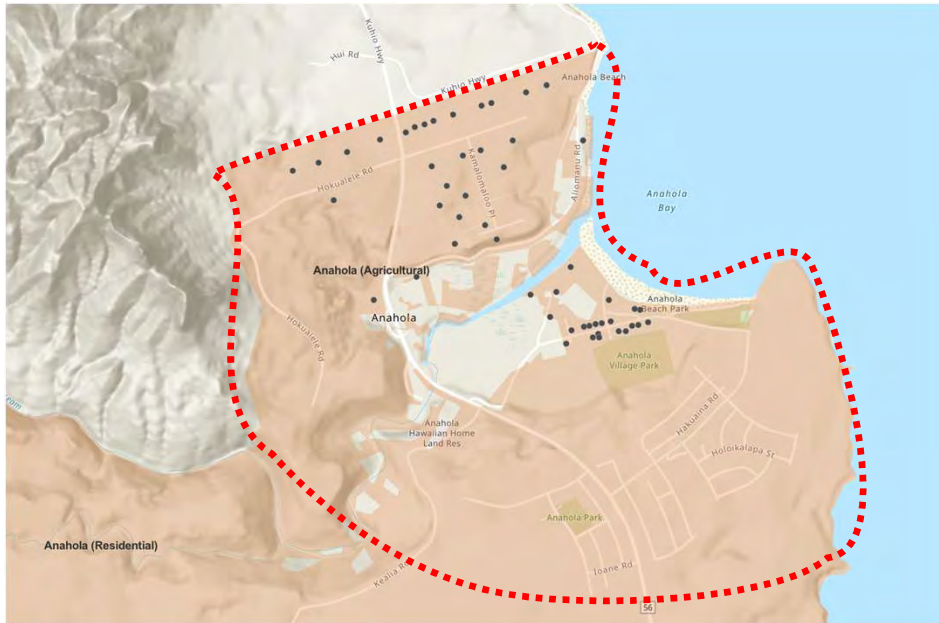 Kuhio Hwy
Hui Rd
Kuhio Hwy
Anahola Beach
Hokualele Rd
Kamalomaloo Pl
Aliomanu Rd
Anahola
Bay
Anahola (Agricultural)
Anahola
Hokualele Rd
Anahola
Beach Park
Anahola
Village Park
Hakuaina Rd
Anahola
Hawaiian Home
Land Res
Holoikalapa St
Anahola Park
Anahola (Residential)
Kealia R
Ioane Rd
56